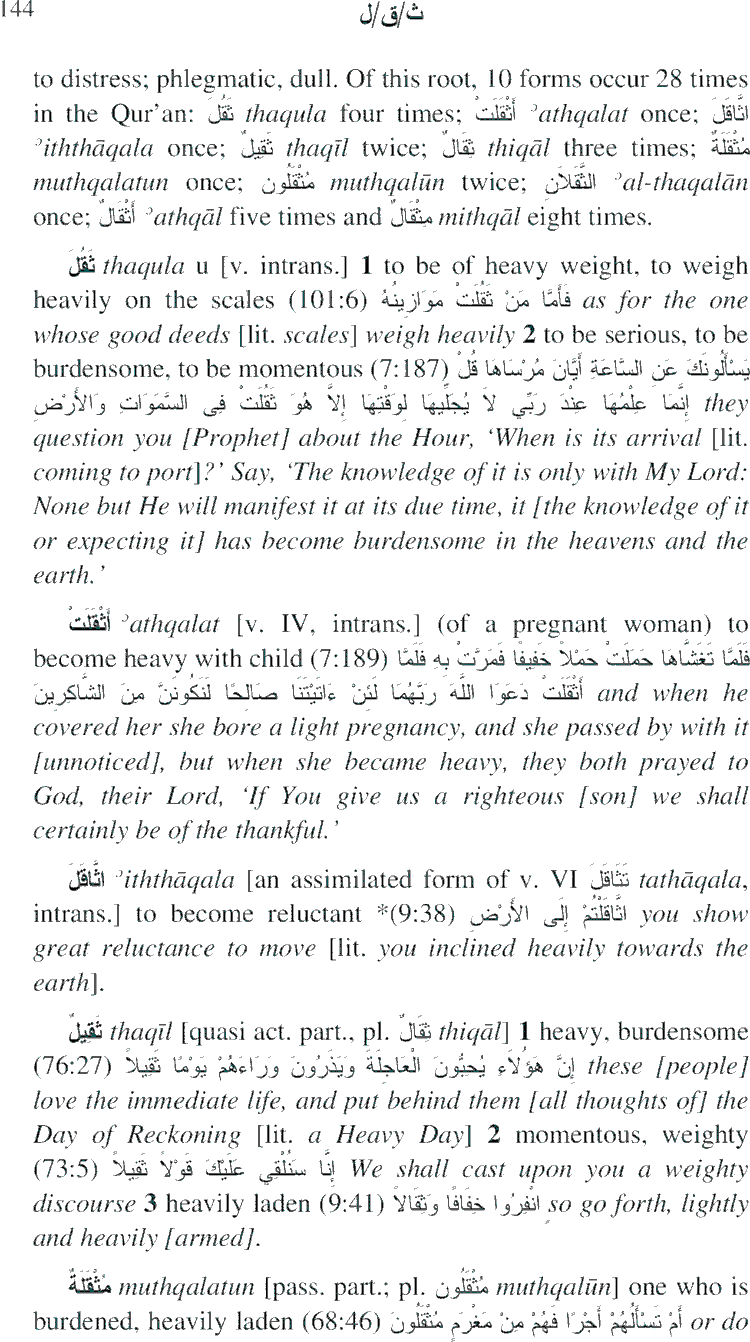 144 ث/ق/ل
to distress; phlegmatic, dull. Of this root, 10 forms occur 28 times
in the Qur'an: ثَقُلَ thaqula four times; أَثْقَلَتْ ʾathqalat once; اثَّاقَلَ
ʾiththāqala once; ثَقِيلٌ thaqīl twice; ثِقَالٌ thiqāl three times; مُثْقَلَةٌ
muthqalatun once; مُثْقَلُون muthqalūn twice; الثَّقَلاَنِ ʾal-thaqalān
once; أَثْقَالٌ ʾathqāl five times and مِثْقَالٌ mithqāl eight times.
ثَقُلَ thaqula u [v. intrans.] 1 to be of heavy weight, to weigh
heavily on the scales (101:6) فَأَمَّا مَنْ ثَقُلَتْ مَوَازِينُهُ as for the one
whose good deeds [lit. scales] weigh heavily 2 to be serious, to be
burdensome, to be momentous (7:187) يَسْأَلُونَكَ عَنِ السَّاعَةِ أَيَّانَ مُرْسَاهَا قُلْ
إِنَّمَا عِلْمُهَا عِنْدَ رَبِّي لاَ يُجَلِّيهَا لِوَقْتِهَا إِلاَّ هُوَ ثَقُلَتْ فِى السَّمَوَاتِ وَالأَرْضِ they
question you [Prophet] about the Hour, 'When is its arrival [lit.
coming to port]?' Say, 'The knowledge of it is only with My Lord:
None but He will manifest it at its due time, it [the knowledge of it
or expecting it] has become burdensome in the heavens and the
earth.'
أَثْقَلَتْ ʾathqalat [v. IV, intrans.] (of a pregnant woman) to
become heavy with child (7:189) فَلَمَّا تَغَشَّاهَا حَمَلَتْ حَمْلاً خَفِيفًا فَمَرَّتْ بِهِ فَلَمَّا
أَثْقَلَتْ دَعَوَا اللَّهَ رَبَّهُمَا لَئِنْ ءَاتَيْتَنَا صَالِحًا لَنَكُونَنَّ مِنَ الشَّاكِرِينَ and when he
covered her she bore a light pregnancy, and she passed by with it
[unnoticed], but when she became heavy, they both prayed to
God, their Lord, 'If You give us a righteous [son] we shall
certainly be of the thankful.'
اثَّاقَلَ ʾiththāqala [an assimilated form of v. VI تَثَاقَلَ tathāqala,
intrans.] to become reluctant *(9:38) اثَّاقَلْتُمْ إِلَى الأَرْضِ you show
great reluctance to move [lit. you inclined heavily towards the
earth].
ثَقِيلٌ thaqīl [quasi act. part., pl. ثِقَالٌ thiqāl] 1 heavy, burdensome
(76:27) إِنَّ هَؤُلاَءِ يُحِبُّونَ الْعَاجِلَةَ وَيَذَرُونَ وَرَاءَهُمْ يَوْمًا ثَقِيلاً these [people]
love the immediate life, and put behind them [all thoughts of] the
Day of Reckoning [lit. a Heavy Day] 2 momentous, weighty
(73:5) إِنَّا سَنُلْقِي عَلَيْكَ قَوْلاً ثَقِيلاً We shall cast upon you a weighty
discourse 3 heavily laden (9:41) انْفِرُوا خِفَافًا وَثِقَالاً so go forth, lightly
and heavily [armed].
مُثْقَلَةٌ muthqalatun [pass. part.; pl. مُثْقَلُون muthqalūn] one who is
burdened, heavily laden (68:46) أَمْ تَسْأَلُهُمْ أَجْرًا فَهُمْ مِنْ مَغْرَمٍ مُثْقَلُونَ or do